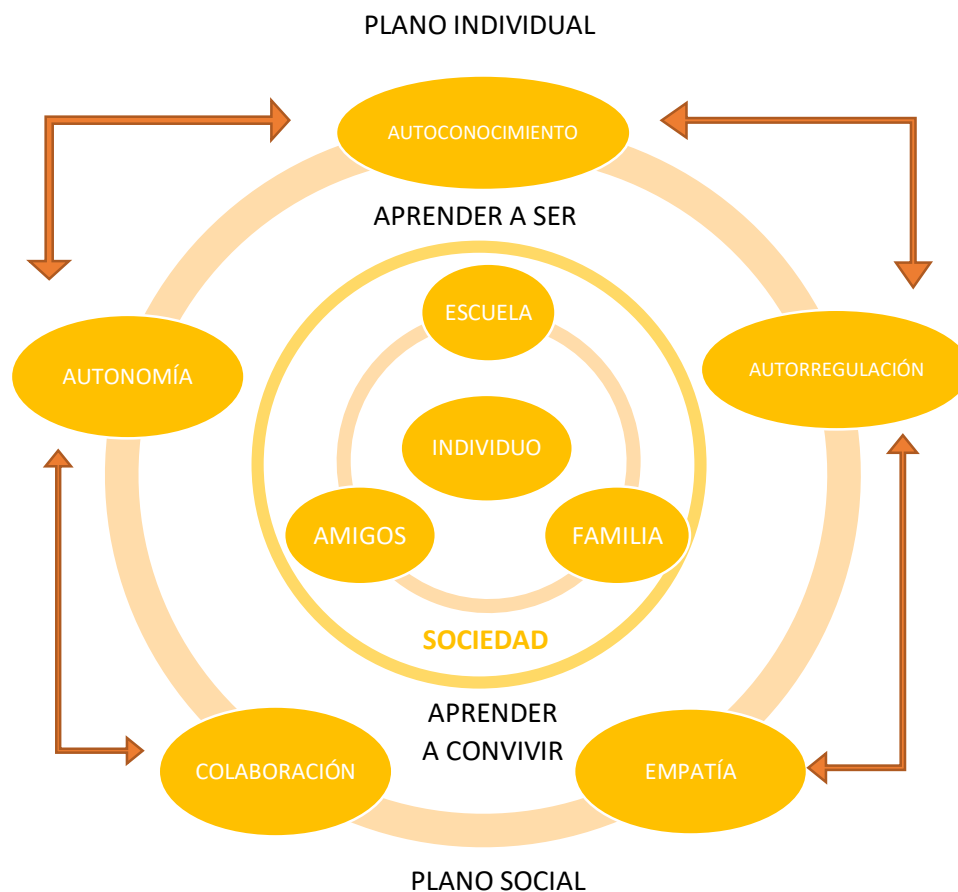 PLANO INDIVIDUAL
AUTOCONOCIMIENTO
APRENDER A SER
ESCUELA
AUTONOMÍA
AUTORREGULACIÓN
INDIVIDUO
AMIGOS
FAMILIA
SOCIEDAD
APRENDER
A CONVIVIR
COLABORACIÓN
EMPATÍA
PLANO SOCIAL